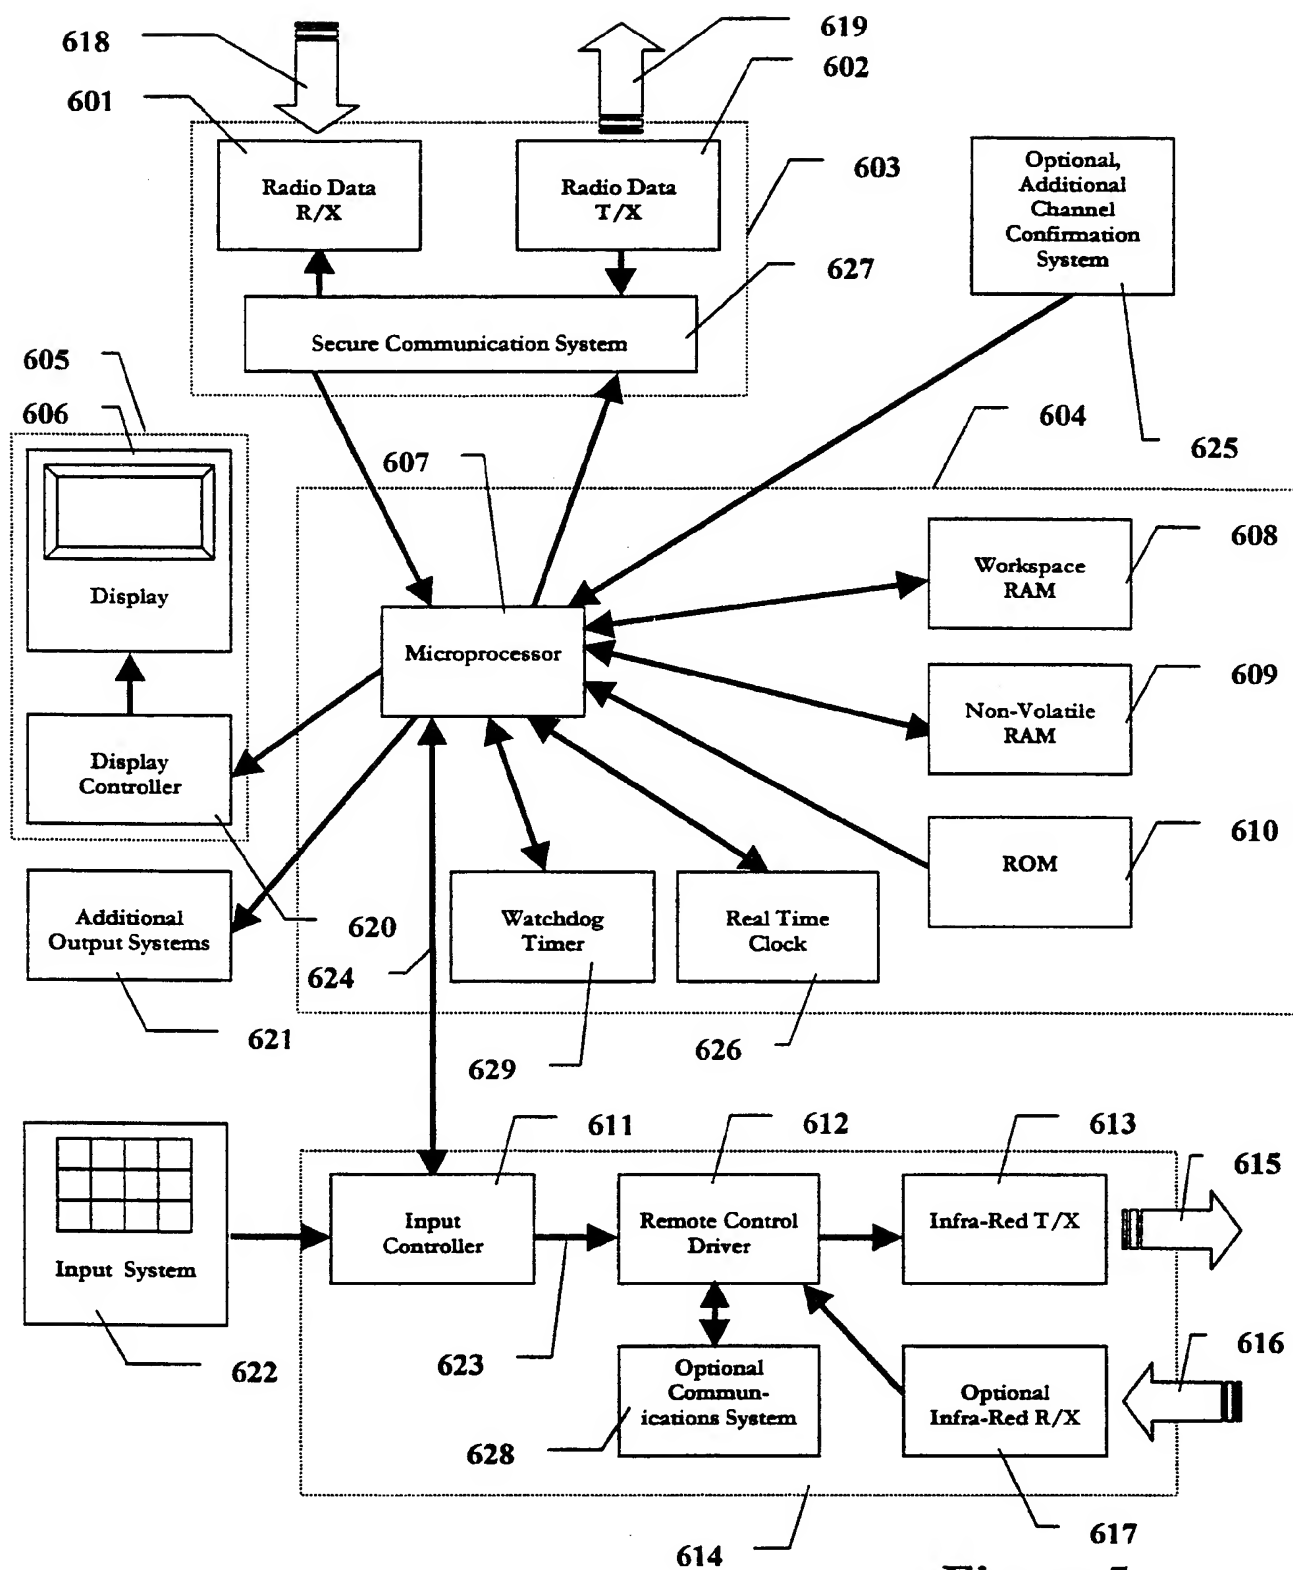 618
619
602
601
603
Radio Data
R/X
Radio Data
T/X
Optional,
Additional
Channel
Confirmation
System
627
Secure Communication System
605
606
604
625
607
608
Display
Workspace
RAM
Microprocessor
609
Non-Volatile
RAM
Display
Controller
610
ROM
Additional
Output Systems
620
Watchdog
Timer
Real Time
Clock
624
621
629
626
611
612
613
615
Input
Controller
Remote Control
Driver
Infra-Red T/X
Input System
622
623
616
Optional
Commun-
ications System
Optional
Infra-Red R/X
628
617
614